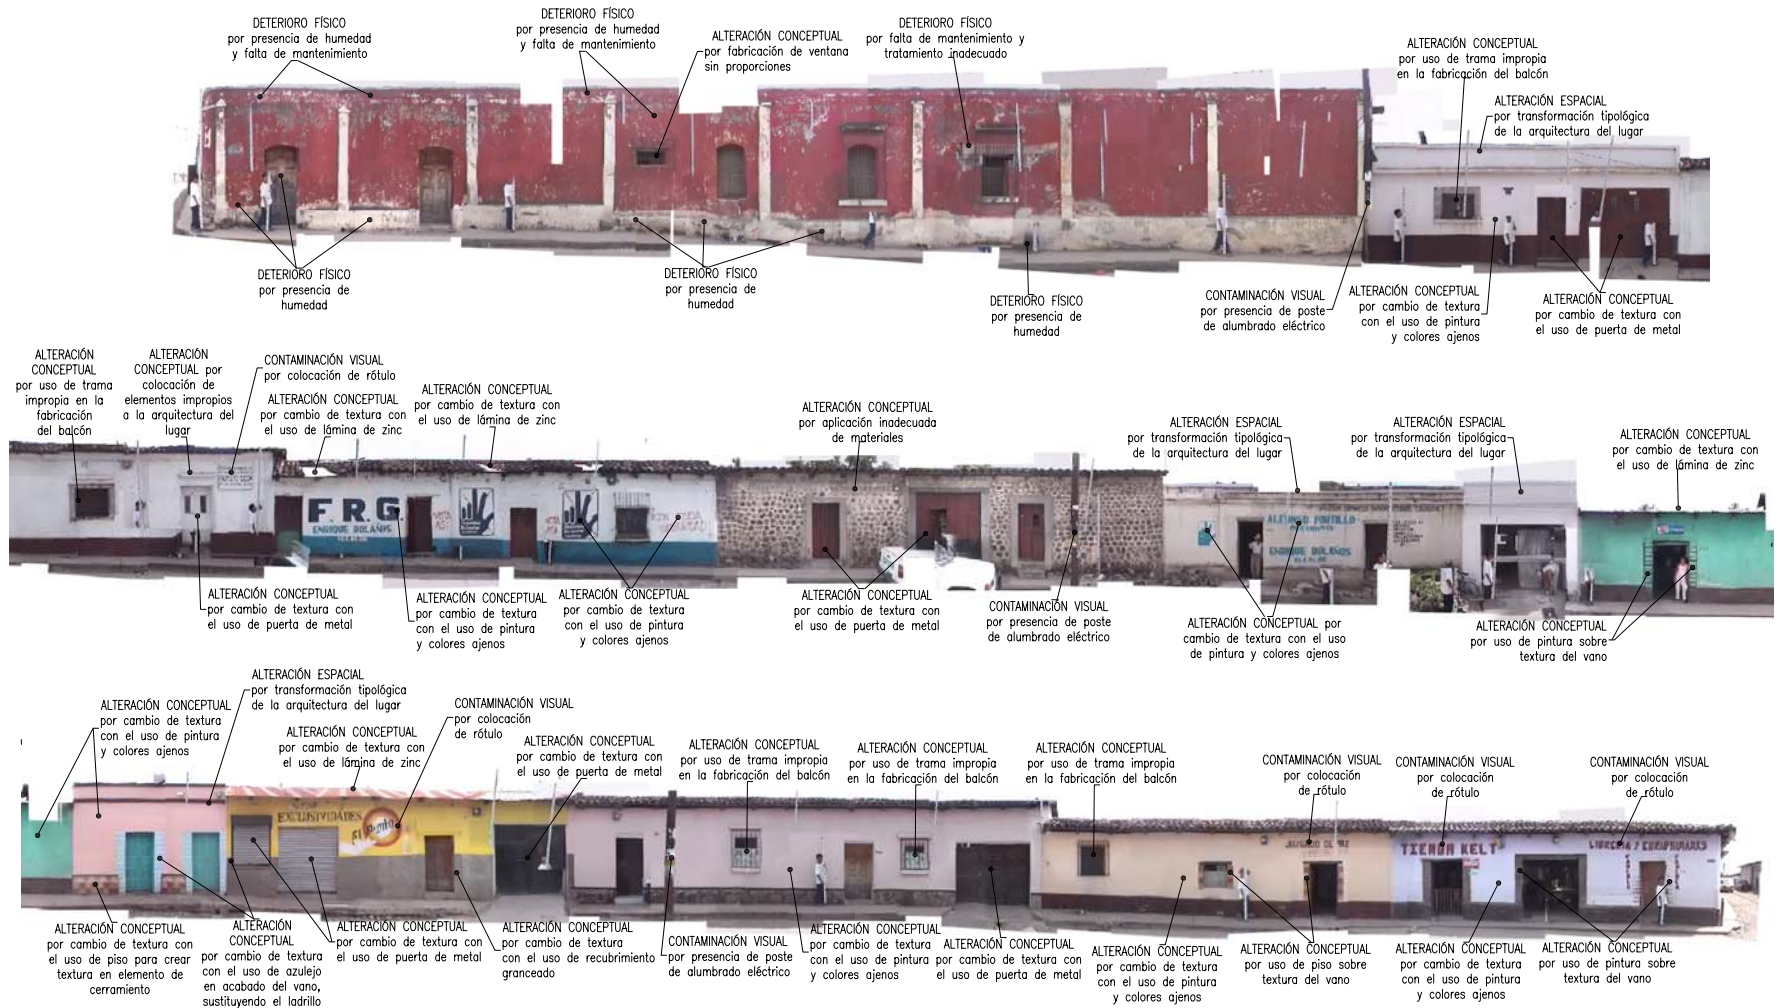 DETERIORO FÍSICO
por presencia de humedad
y falta de mantenimiento
DETERIORO FÍSICO
por presencia de humedad
y falta de mantenimiento
ALTERACIÓN CONCEPTUAL
por fabricación de ventana
sin proporciones
DETERIORO FÍSICO
por falta de mantenimiento y
tratamiento inadecuado
ALTERACIÓN CONCEPTUAL
por uso de trama impropia
en la fabricación del balcón
ALTERACIÓN ESPACIAL
por transformación tipológica
de la arquitectura del lugar
DETERIORO FÍSICO
por presencia de
humedad
DETERIORO FÍSICO
por presencia de
humedad
DETERIORO FÍSICO
por presencia de
humedad
CONTAMINACIÓN VISUAL
por presencia de poste
de alumbrado eléctrico
ALTERACIÓN CONCEPTUAL
por cambio de textura
con el uso de pintura
y colores ajenos
ALTERACIÓN CONCEPTUAL
por cambio de textura con
el uso de puerta de metal
ALTERACIÓN
CONCEPTUAL
por uso de trama
impropia en la
fabricación
del balcón
ALTERACIÓN
CONCEPTUAL por
colocación de
elementos impropios
a la arquitectura del
lugar
CONTAMINACIÓN VISUAL
por colocación de rótulo
ALTERACIÓN CONCEPTUAL
por cambio de textura con
el uso de lámina de zinc
ALTERACIÓN CONCEPTUAL
por cambio de textura con
el uso de lámina de zinc
ALTERACIÓN CONCEPTUAL
por aplicación inadecuada
de materiales
ALTERACIÓN ESPACIAL
por transformación tipológica
de la arquitectura del lugar
ALTERACIÓN ESPACIAL
por transformación tipológica
de la arquitectura del lugar
ALTERACIÓN CONCEPTUAL
por cambio de textura con
el uso de lámina de zinc
F.R.G.
ENRIQUE BOLAÑOS
ALFONSO PORTILLO
ENRIQUE BOLAÑOS
ALTERACIÓN CONCEPTUAL
por cambio de textura con
el uso de puerta de metal
ALTERACIÓN CONCEPTUAL
por cambio de textura
con el uso de pintura
y colores ajenos
ALTERACIÓN CONCEPTUAL
por cambio de textura
con el uso de pintura
y colores ajenos
ALTERACIÓN CONCEPTUAL
por cambio de textura con
el uso de puerta de metal
CONTAMINACIÓN VISUAL
por presencia de poste
de alumbrado eléctrico
ALTERACIÓN CONCEPTUAL por
cambio de textura con el uso
de pintura y colores ajenos
ALTERACIÓN CONCEPTUAL
por uso de pintura sobre
textura del vano
ALTERACIÓN CONCEPTUAL
por cambio de textura
con el uso de pintura
y colores ajenos
ALTERACIÓN ESPACIAL
por transformación tipológica
de la arquitectura del lugar
ALTERACIÓN CONCEPTUAL
por cambio de textura con
el uso de lámina de zinc
CONTAMINACIÓN VISUAL
por colocación
de rótulo
ALTERACIÓN CONCEPTUAL
por cambio de textura con
el uso de puerta de metal
ALTERACIÓN CONCEPTUAL
por uso de trama impropia
en la fabricación del balcón
ALTERACIÓN CONCEPTUAL
por uso de trama impropia
en la fabricación del balcón
ALTERACIÓN CONCEPTUAL
por uso de trama impropia
en la fabricación del balcón
CONTAMINACIÓN VISUAL
por colocación
de rótulo
CONTAMINACIÓN VISUAL
por colocación
de rótulo
CONTAMINACIÓN VISUAL
por colocación
de rótulo
EXCLUSIVIDADES
JUZGADO DE PAZ
TIENDA KELT
ALTERACIÓN CONCEPTUAL
por cambio de textura con
el uso de piso para crear
textura en elemento de
cerramiento
ALTERACIÓN
CONCEPTUAL
por cambio de textura
con el uso de azulejo
en acabado del vano,
sustituyendo el ladrillo
ALTERACIÓN CONCEPTUAL
por cambio de textura con
el uso de puerta de metal
ALTERACIÓN CONCEPTUAL
por cambio de textura
con el uso de recubrimiento
granceado
CONTAMINACIÓN VISUAL
por presencia de poste
de alumbrado eléctrico
ALTERACIÓN CONCEPTUAL
por cambio de textura
con el uso de pintura
y colores ajenos
ALTERACIÓN CONCEPTUAL
por cambio de textura con
el uso de puerta de metal
ALTERACIÓN CONCEPTUAL
por cambio de textura
con el uso de pintura
y colores ajenos
ALTERACIÓN CONCEPTUAL
por uso de piso sobre
textura del vano
ALTERACIÓN CONCEPTUAL
por cambio de textura
con el uso de pintura
y colores ajenos
ALTERACIÓN CONCEPTUAL
por uso de pintura sobre
textura del vano